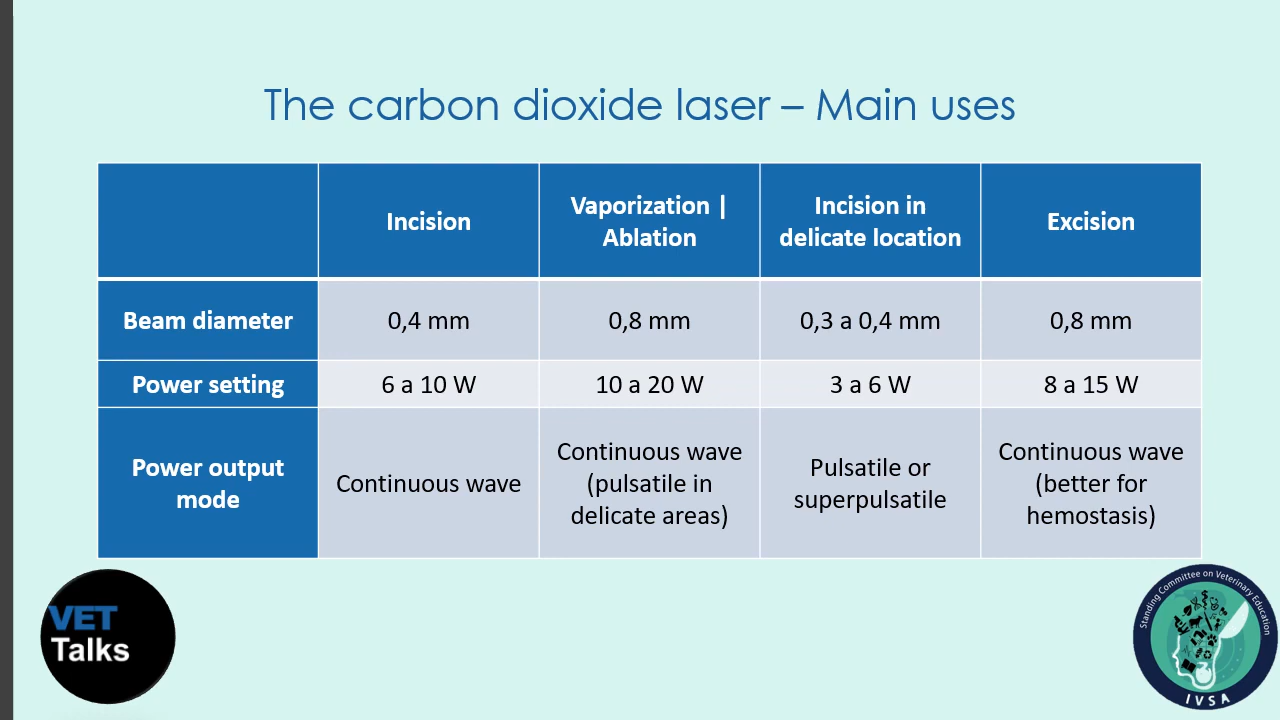 The carbon dioxide laser – Main uses
Incision
Vaporization |
Ablation
Incision in
delicate location
Excision
Beam diameter
0,4 mm
0,8 mm
0,3 a 0,4 mm
0,8 mm
Power setting
6 a 10 W
10 a 20 W
3 a 6 W
8 a 15 W
Power output
mode
Continuous wave
Continuous wave
(pulsatile in
delicate areas)
Pulsatile or
superpulsatile
Continuous wave
(better for
hemostasis)
VET
Talks
Standing Committee on Veterinary Education
IVSA